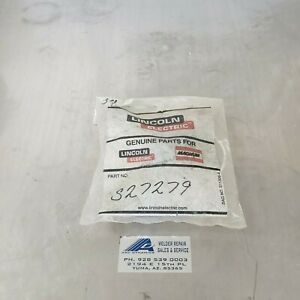 LINCOLN
ELECTRIC
GENUINE PARTS FOR
LINCOLN
ELECTRIC
MAGNUM
PART NO.
S27279
www.lincolnelectric.com
WELDER REPAIR
SALES & SERVICE
PH. 928 539 0003
2194 E 15TH PL
YUMA, AZ. 85365